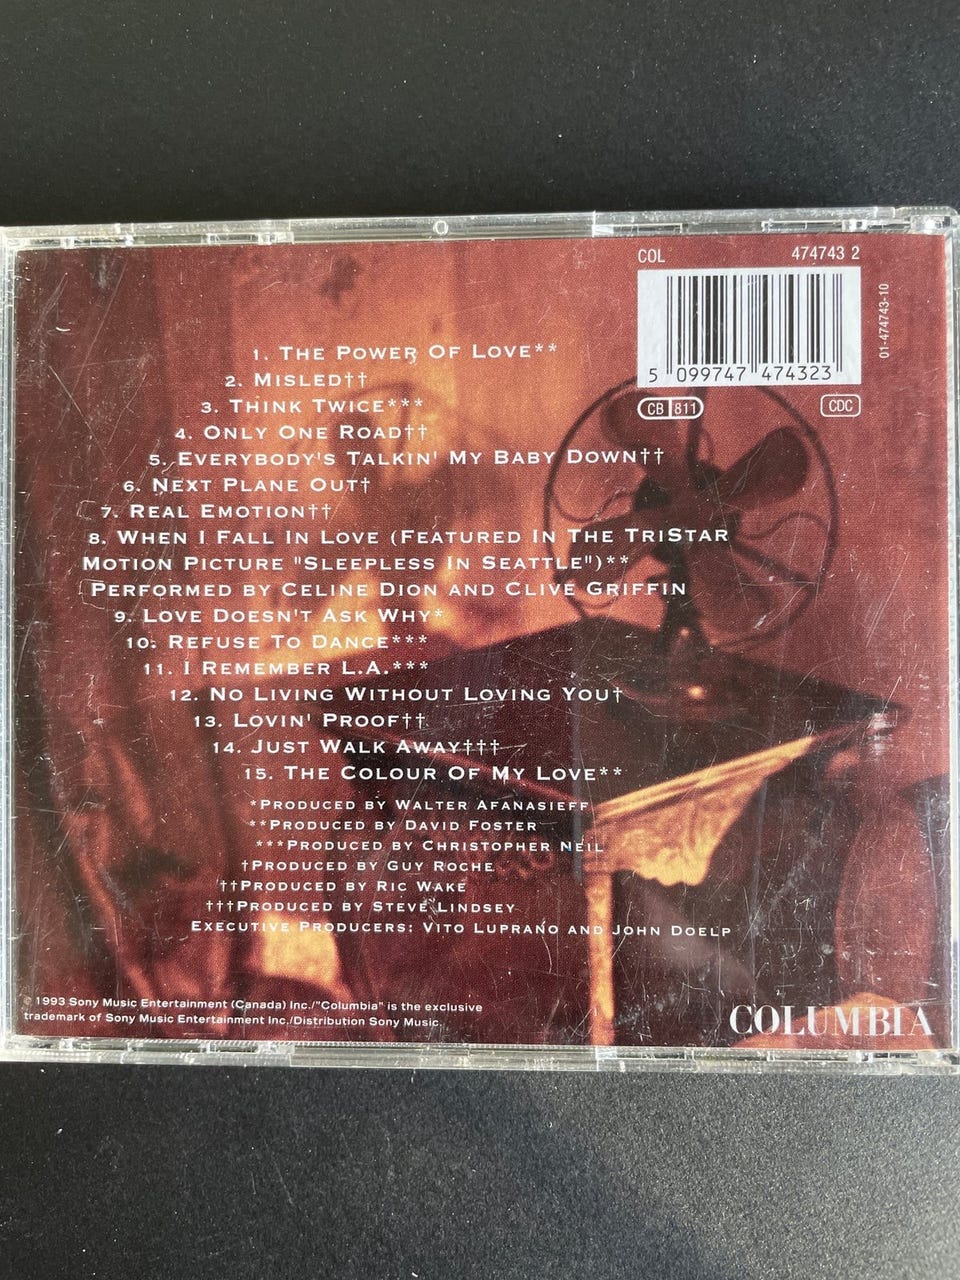 COL 474743 2
5 099747 474323
01-474743-10
CB 811 CDC
1. The Power Of Love**
2. Misled††
3. Think Twice***
4. Only One Road††
5. Everybody's Talkin' My Baby Down††
6. Next Plane Out†
7. Real Emotion††
8. When I Fall In Love (Featured In The TriStar
Motion Picture "Sleepless In Seattle")**
Performed by Celine Dion and Clive Griffin
9. Love Doesn't Ask Why*
10. Refuse To Dance***
11. I Remember L.A.***
12. No Living Without Loving You†
13. Lovin' Proof††
14. Just Walk Away†††
15. The Colour Of My Love**
*Produced by Walter Afanasieff
**Produced by David Foster
***Produced by Christopher Neil
†Produced by Guy Roche
††Produced by Ric Wake
†††Produced by Steve Lindsey
Executive Producers: Vito Luprano and John Doelp
© 1993 Sony Music Entertainment (Canada) Inc./"Columbia" is the exclusive
trademark of Sony Music Entertainment Inc./Distribution Sony Music.
COLUMBIA